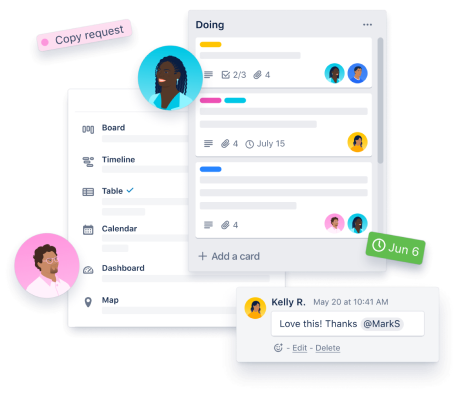 Copy request
Doing
2/3 4
4 July 15
4
Add a card
Board
Timeline
Table
Calendar
Dashboard
Map
Jun 6
Kelly R. May 20 at 10:41 AM
Love this! Thanks @MarkS
- Edit - Delete